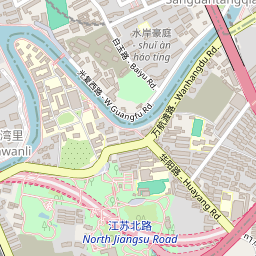 Sanguantangqia
水岸豪庭
shuǐ àn
háo tíng
白玉路 - Baiyu Rd
光复西路 - W.Guangfu Rd
万航渡路 - Wanhangdu Rd
华阳路 - Huayang Rd
湾里
wanli
江苏北路
North Jiangsu Road